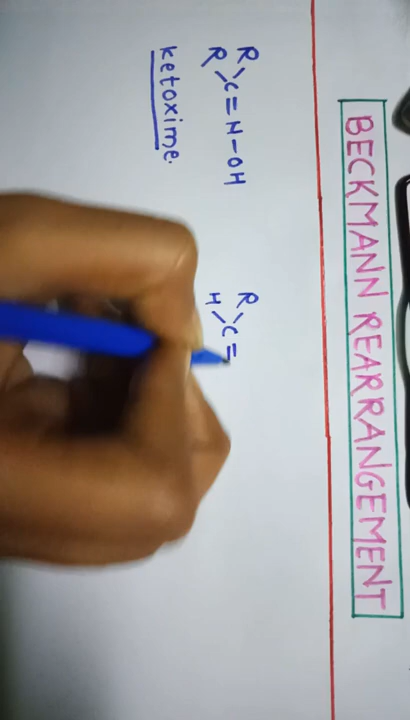 BECKMANN REARRANGEMENT
R
R > C = N - OH
ketoxime.
R
H > C =